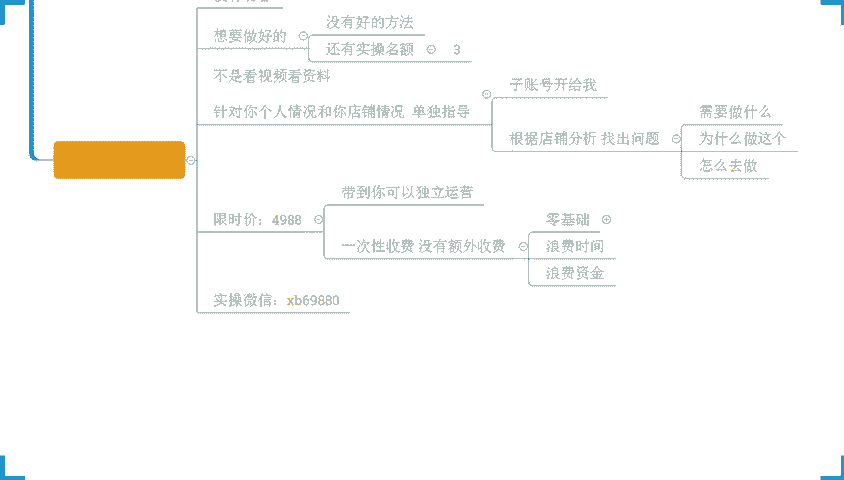 想要做好的
没有好的方法
还有实操名额
3
不是看视频看资料
针对你个人情况和你店铺情况 单独指导
子账号开给我
根据店铺分析 找出问题
需要做什么
为什么做这个
怎么去做
限时价：4988
带到你可以独立运营
一次性收费 没有额外收费
零基础
浪费时间
浪费资金
实操微信：xb69880